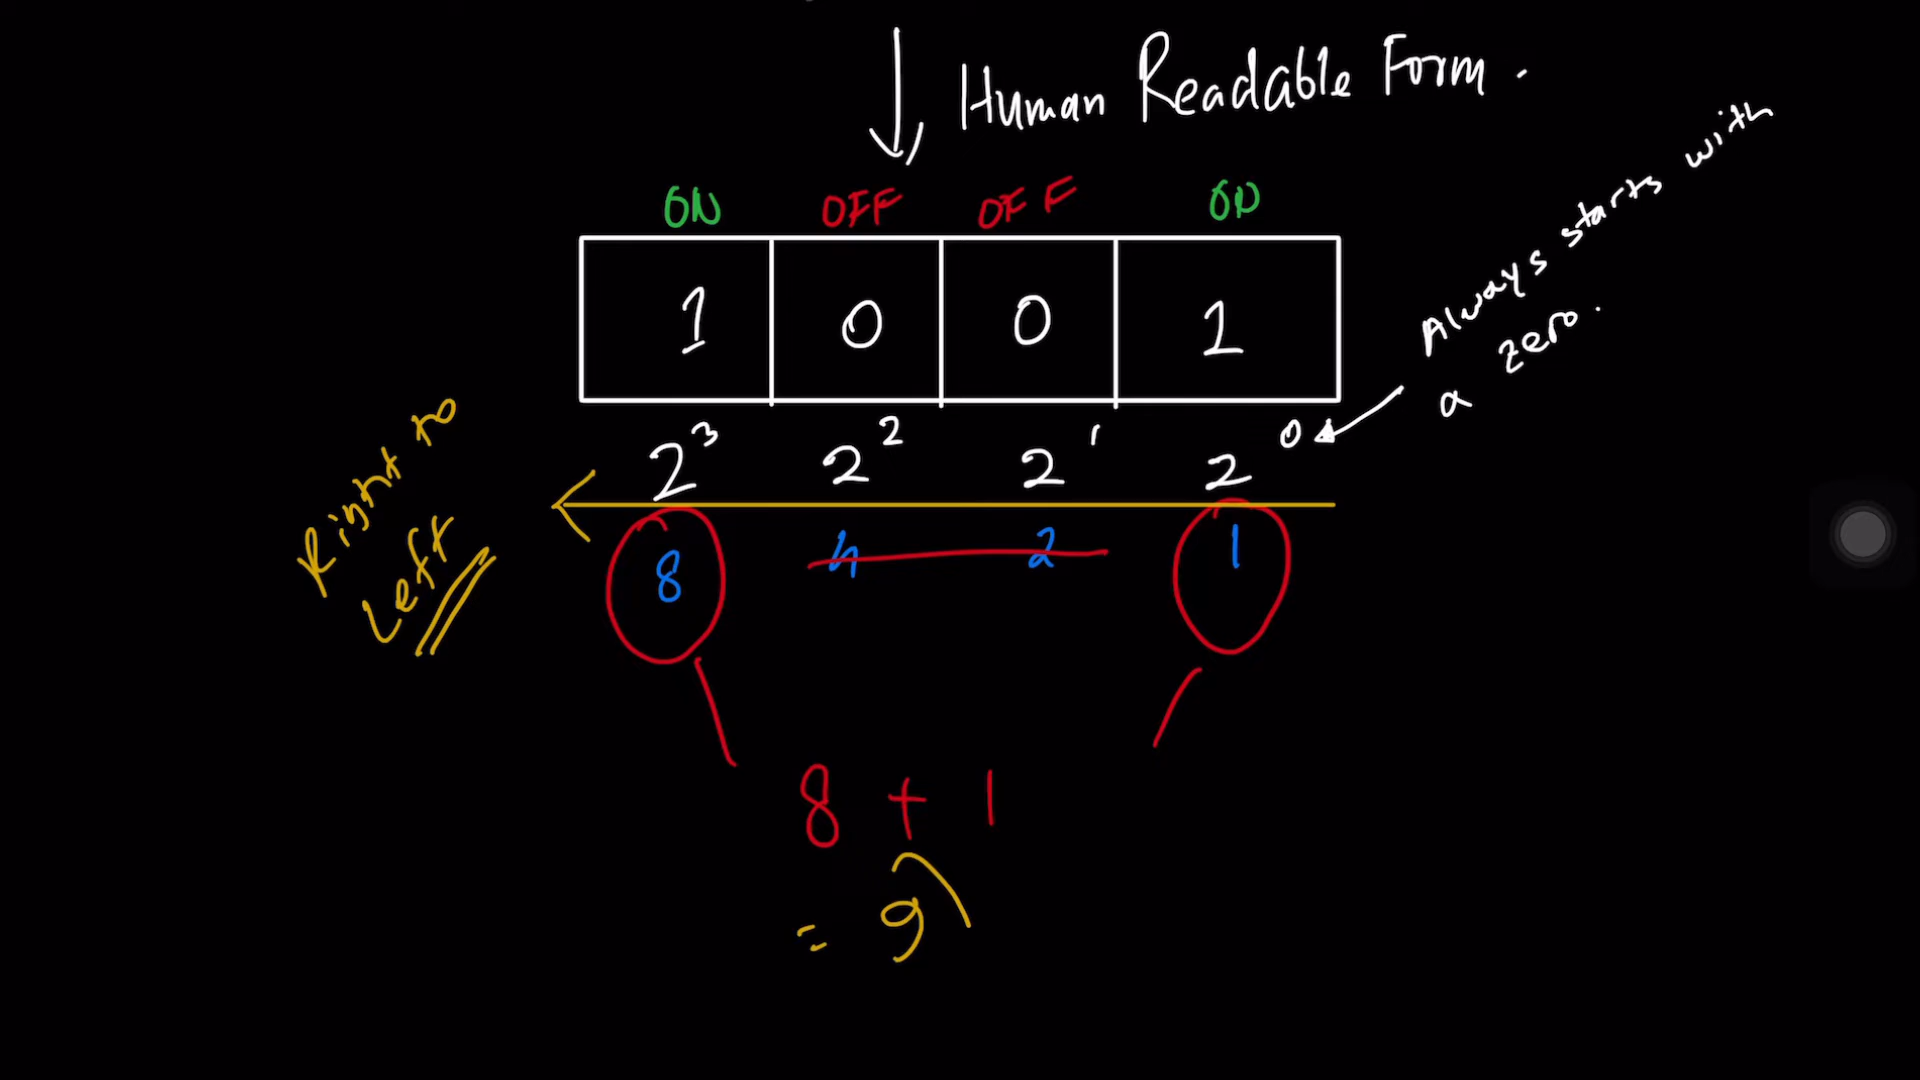 Human Readable Form.
ON OFF OFF ON
1 0 0 1
Always starts with
a zero.
2³ 2² 2¹ 2⁰
Right to
Left
8 4 2 1
8 + 1
= 9